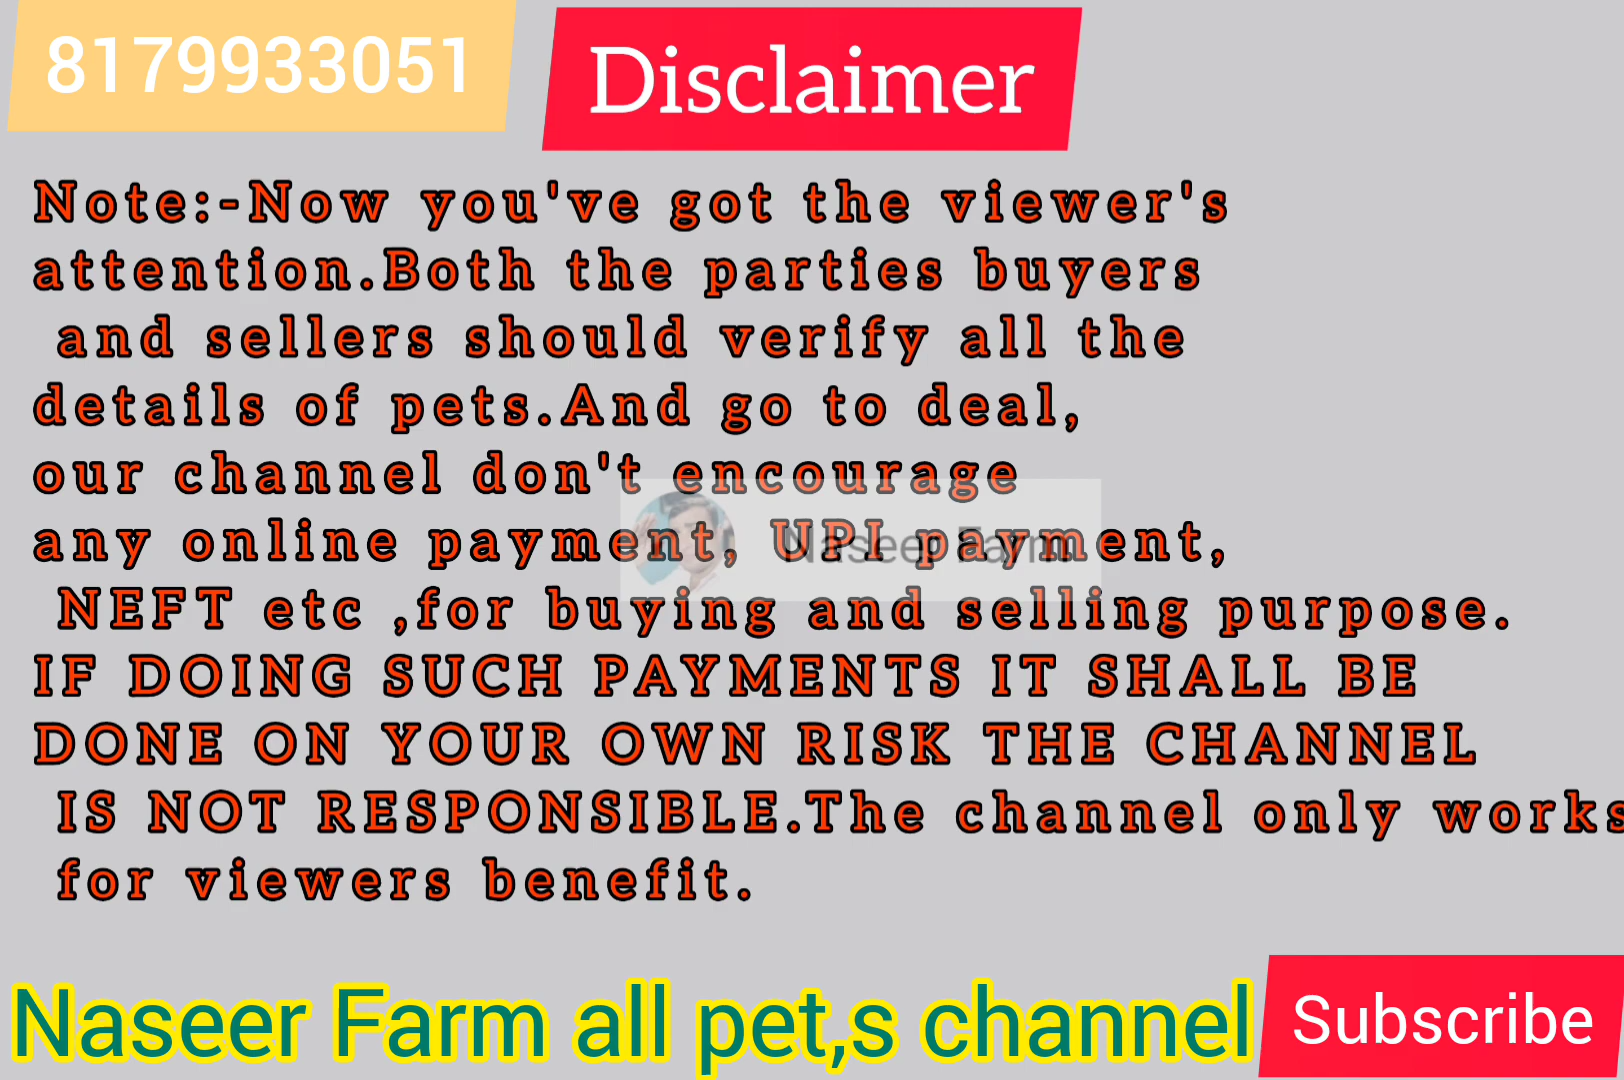 8179933051
Disclaimer
Note:-Now you've got the viewer's
attention.Both the parties buyers
and sellers should verify all the
details of pets.And go to deal,
our channel don't encourage
any online payment, UPI payment,
NEFT etc ,for buying and selling purpose.
IF DOING SUCH PAYMENTS IT SHALL BE
DONE ON YOUR OWN RISK THE CHANNEL
IS NOT RESPONSIBLE.The channel only works
for viewers benefit.
Naseer Farm
Naseer Farm all pet,s channel
Subscribe